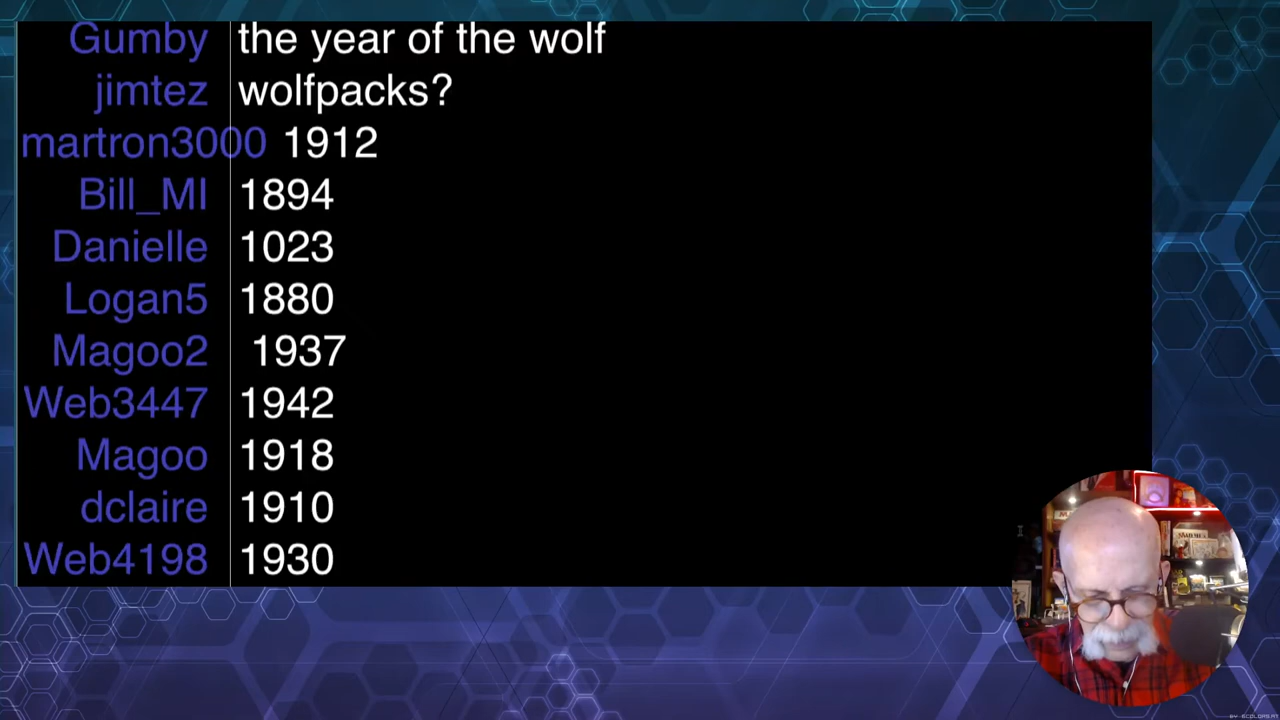 Gumby the year of the wolf
jimtez wolfpacks?
martron3000 1912
Bill_MI 1894
Danielle 1023
Logan5 1880
Magoo2 1937
Web3447 1942
Magoo 1918
dclaire 1910
Web4198 1930